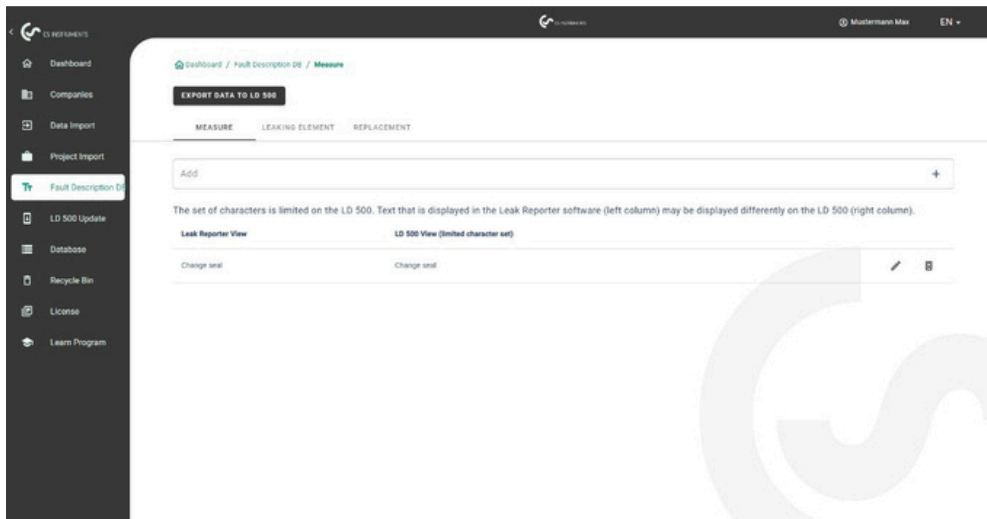 CS INSTRUMENTS
CS INSTRUMENTS
Mustermann Max
EN
Dashboard
Companies
Data Import
Project Import
Fault Description DB
LD 500 Update
Database
Recycle Bin
License
Learn Program
Dashboard / Fault Description DB / Measure
EXPORT DATA TO LD 500
MEASURE LEAKING ELEMENT REPLACEMENT
Add +
The set of characters is limited on the LD 500. Text that is displayed in the Leak Reporter software (left column) may be displayed differently on the LD 500 (right column).
Leak Reporter View LD 500 View (limited character set)
Change seal Change seal